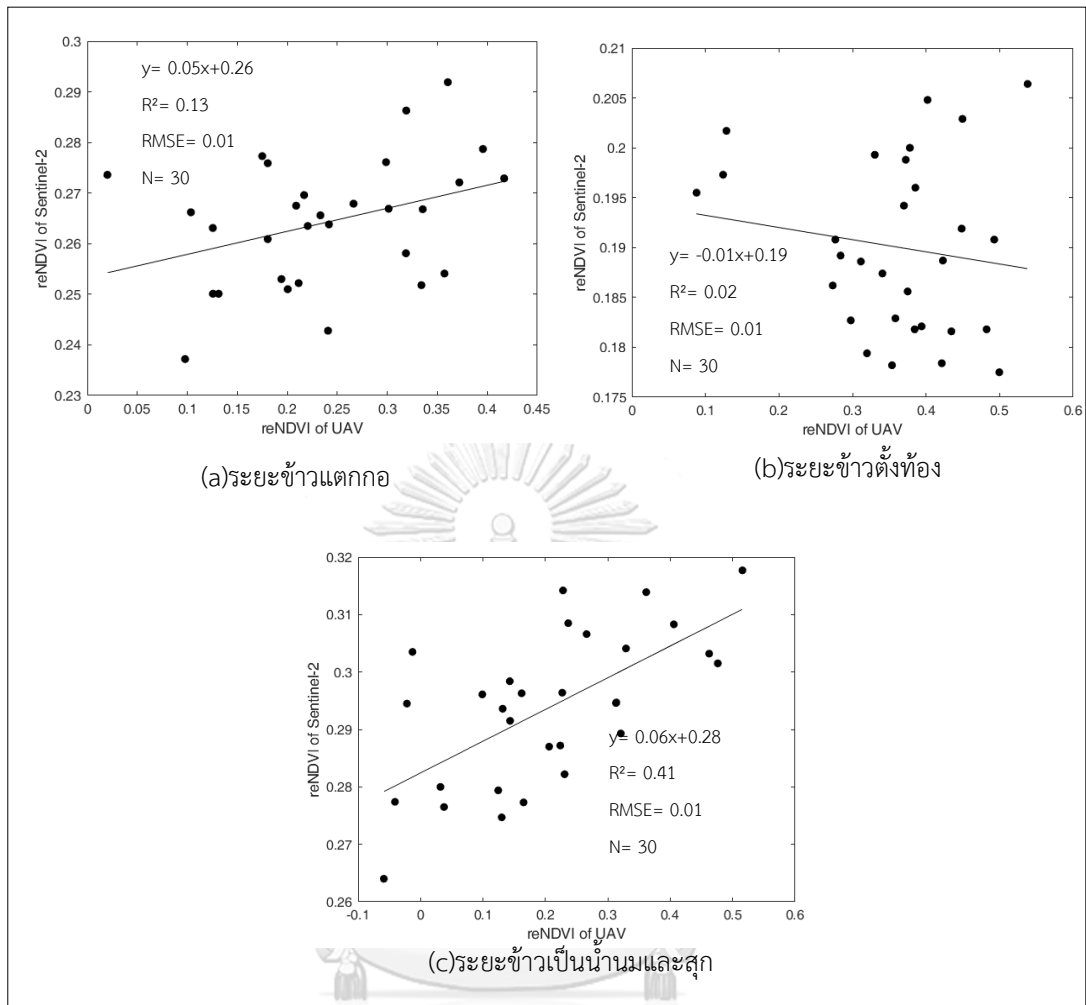 0.3
0.29
0.28
0.27
0.26
0.25
0.24
0.23
reNDVI of Sentinel-2
y= 0.05x+0.26
R²= 0.13
RMSE= 0.01
N= 30
0 0.05 0.1 0.15 0.2 0.25 0.3 0.35 0.4 0.45
reNDVI of UAV
(a)ระยะข้าวแตกกอ
0.21
0.205
0.2
0.195
0.19
0.185
0.18
0.175
reNDVI of Sentinel-2
y= -0.01x+0.19
R²= 0.02
RMSE= 0.01
N= 30
0 0.1 0.2 0.3 0.4 0.5 0.6
reNDVI of UAV
(b)ระยะข้าวตั้งท้อง
0.32
0.31
0.3
0.29
0.28
0.27
0.26
reNDVI of Sentinel-2
y= 0.06x+0.28
R²= 0.41
RMSE= 0.01
N= 30
-0.1 0 0.1 0.2 0.3 0.4 0.5 0.6
reNDVI of UAV
(c)ระยะข้าวเป็นน้ำนมและสุก